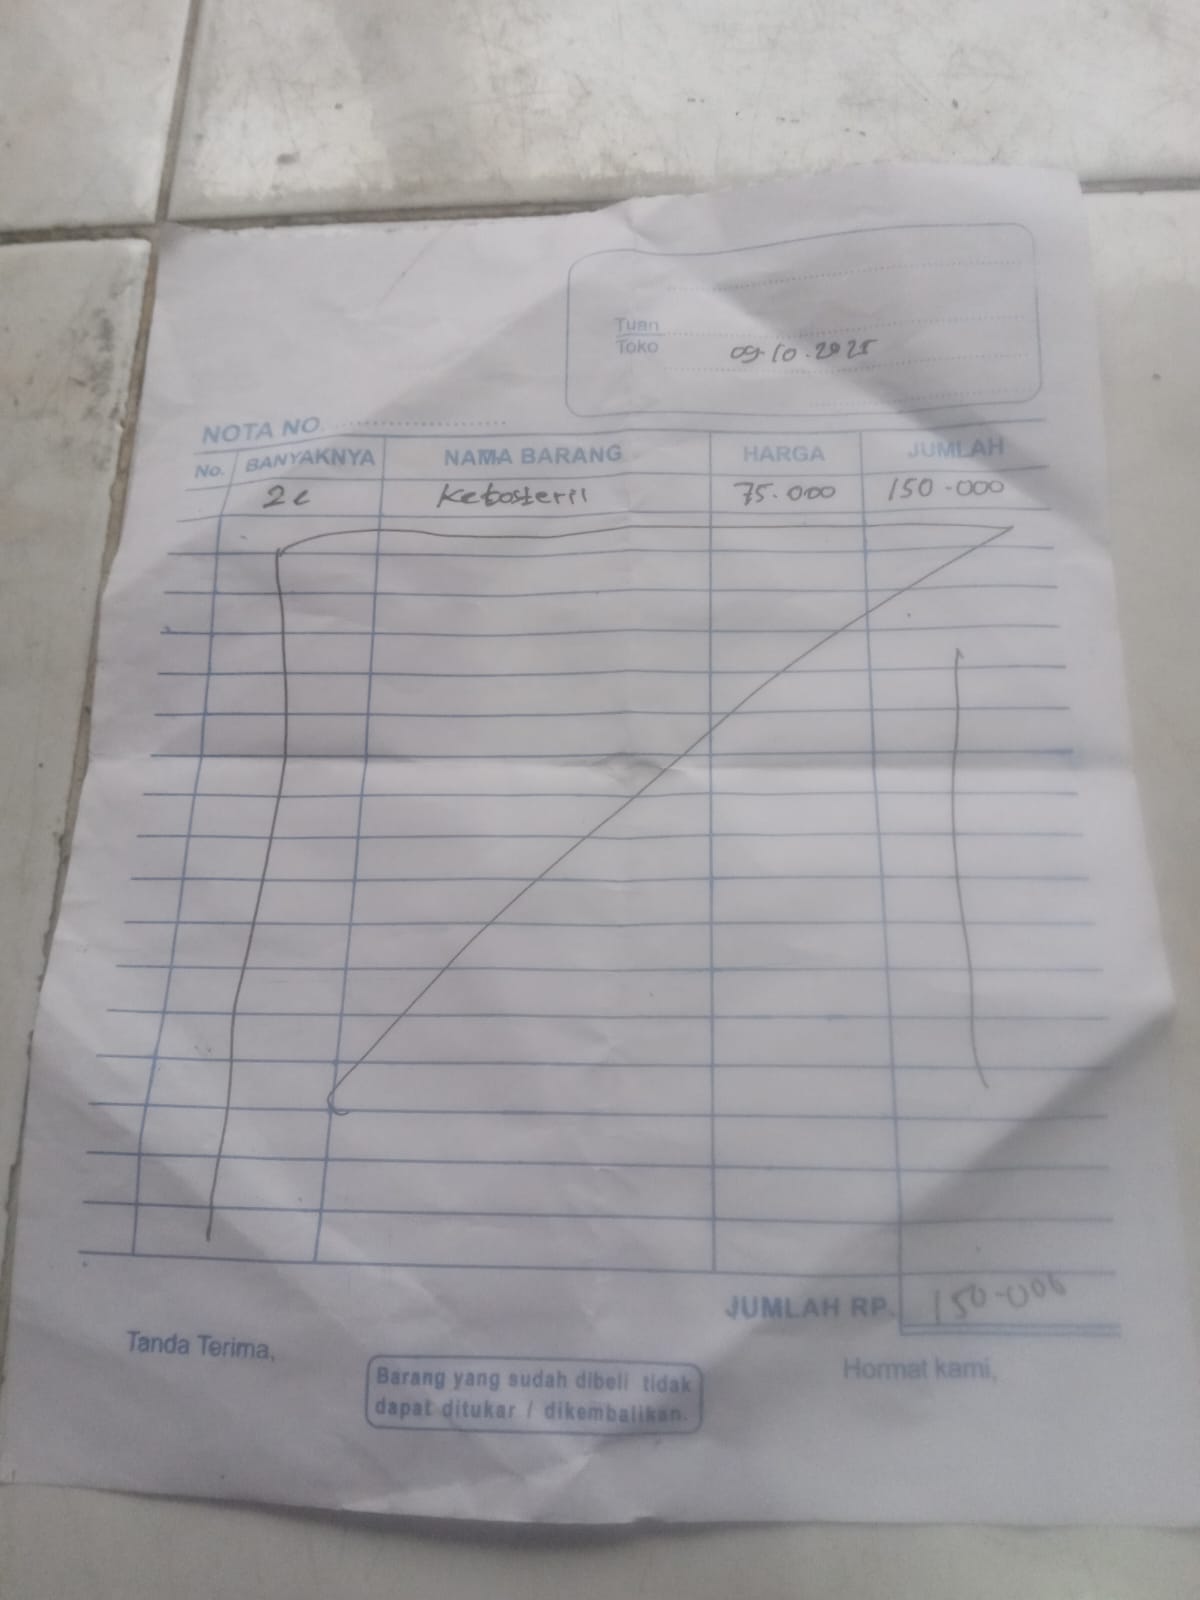 Tuan
Toko
09.10.2025
NOTA NO.
No. BANYAKNYA NAMA BARANG HARGA JUMLAH
2L Ketosteril 75.000 150-000
JUMLAH RP. 150-000
Tanda Terima,
Hormat kami,
Barang yang sudah dibeli tidak
dapat ditukar / dikembalikan.